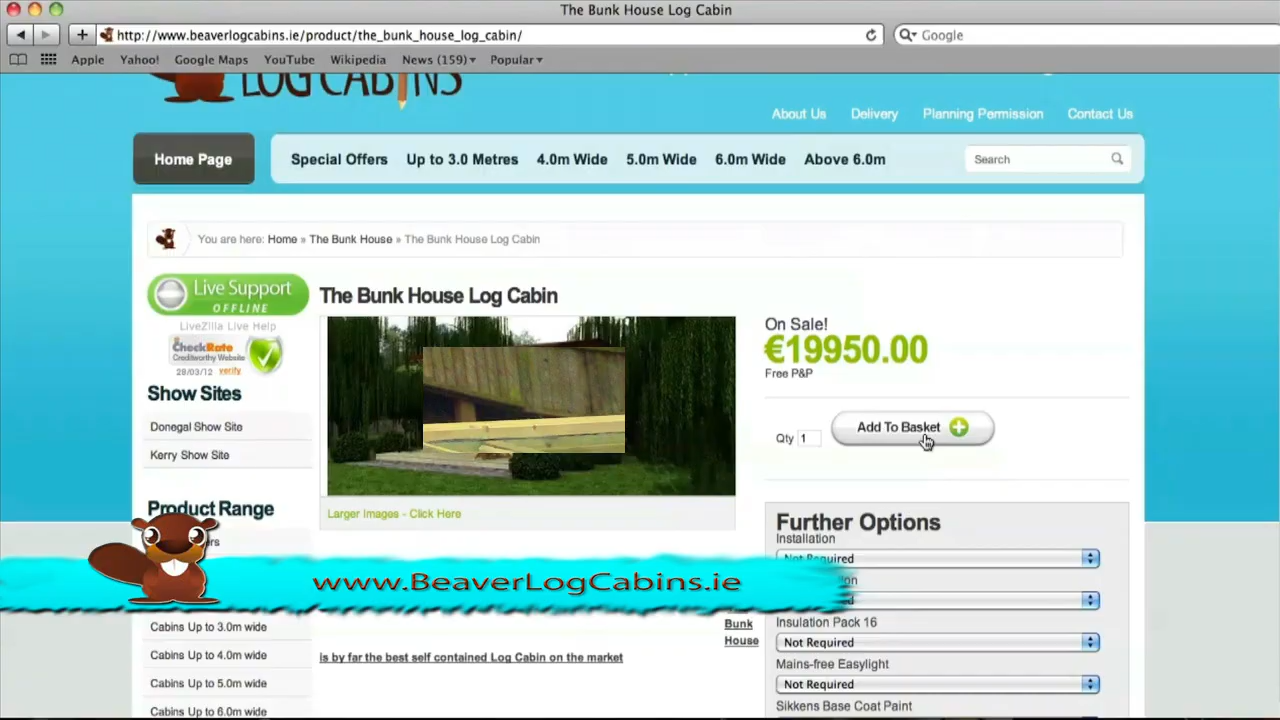 The Bunk House Log Cabin
http://www.beaverlogcabins.ie/product/the_bunk_house_log_cabin/
Google
Apple Yahoo! Google Maps YouTube Wikipedia News (159) Popular
LOG CABINS
About Us Delivery Planning Permission Contact Us
Home Page Special Offers Up to 3.0 Metres 4.0m Wide 5.0m Wide 6.0m Wide Above 6.0m Search
You are here: Home » The Bunk House » The Bunk House Log Cabin
Live Support
OFFLINE
LiveZilla Live Help
CheckRate
Creditworthy Website
28/03/12 verify
Show Sites
Donegal Show Site
Kerry Show Site
Product Range
The Bunk House Log Cabin
Larger Images - Click Here
On Sale!
€19950.00
Free P&P
Qty 1 Add To Basket
Further Options
Installation
Not Required
Insulation Pack 16
Not Required
Mains-free Easylight
Not Required
Sikkens Base Coat Paint
www.BeaverLogCabins.ie
Cabins Up to 3.0m wide
Cabins Up to 4.0m wide
Cabins Up to 5.0m wide
Cabins Up to 6.0m wide
Bunk
House
is by far the best self contained Log Cabin on the market